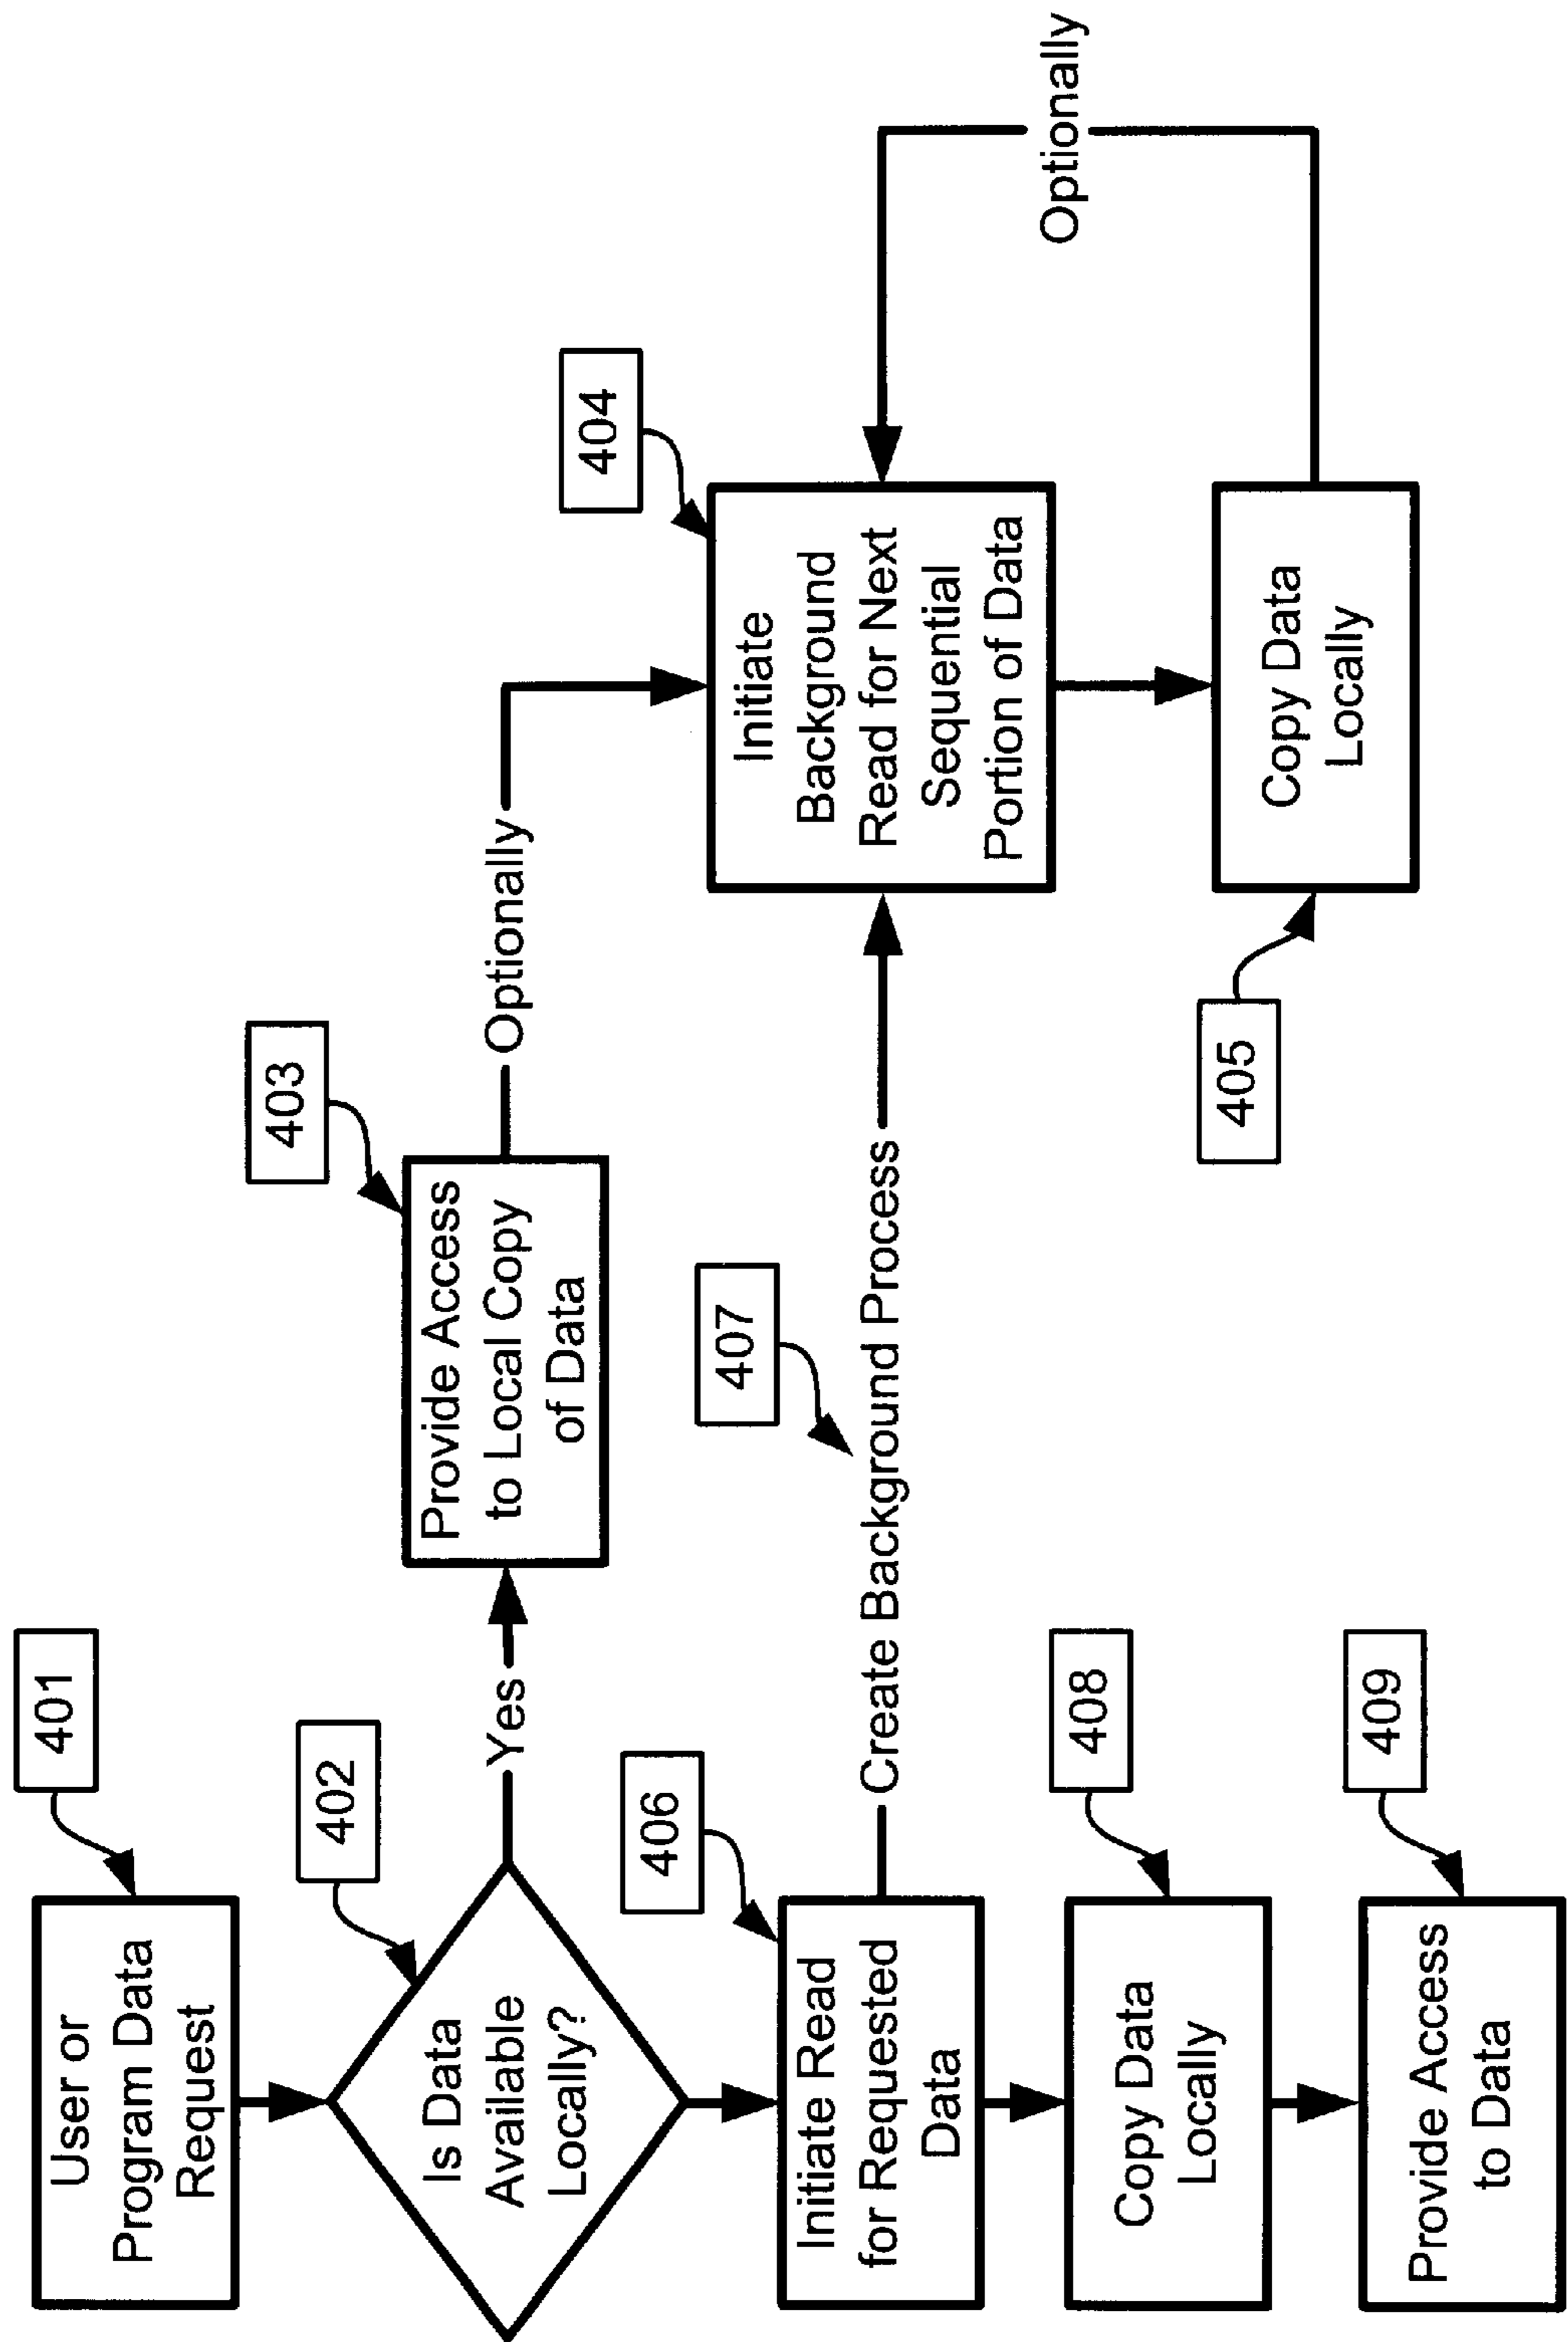 401
User or
Program Data
Request
402
Is Data
Available
Locally?
Yes
403
Provide Access
to Local Copy
of Data
Optionally
404
Initiate
Background
Read for Next
Sequential
Portion of Data
Optionally
405
Copy Data
Locally
406
Initiate Read
for Requested
Data
407
Create Background Process
408
Copy Data
Locally
409
Provide Access
to Data